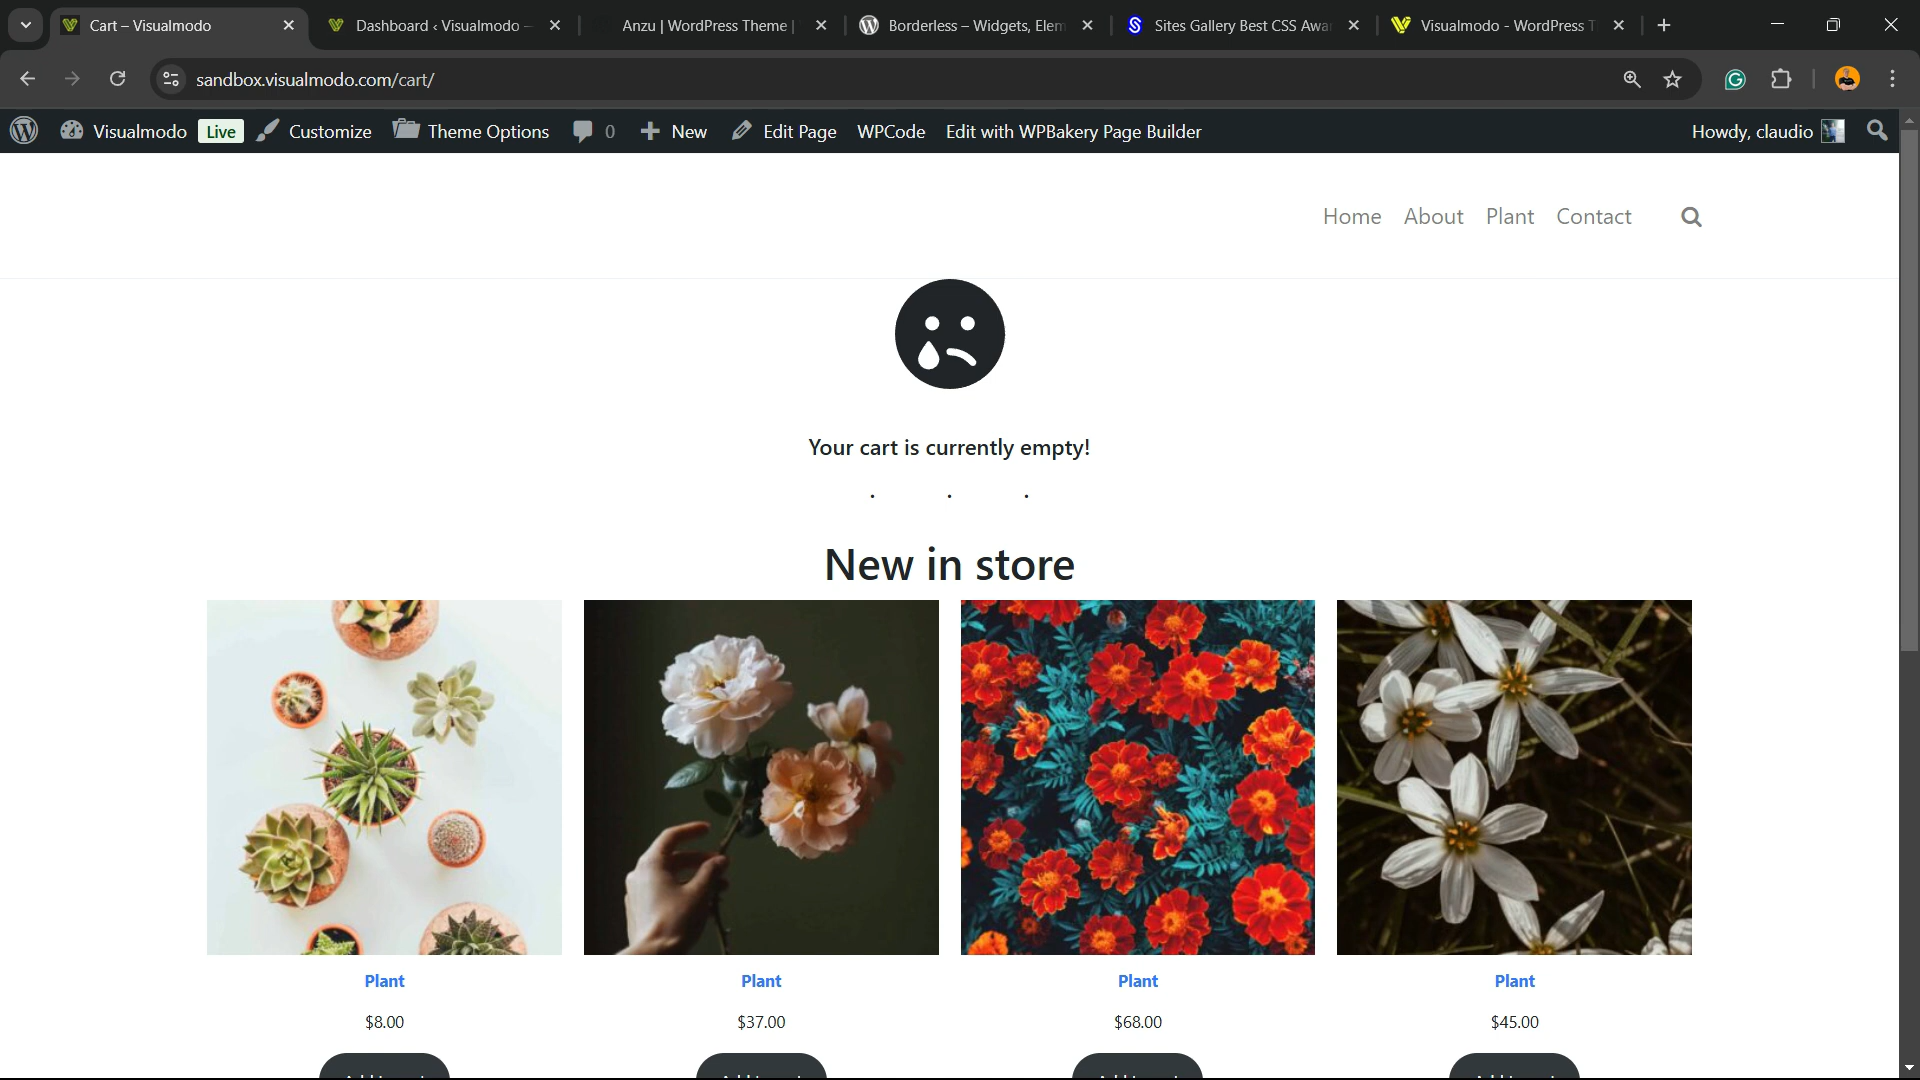 Cart – Visualmodo
Dashboard ‹ Visualmodo –
Anzu | WordPress Theme |
Borderless – Widgets, Elem
Sites Gallery Best CSS Awa
Visualmodo - WordPress T
sandbox.visualmodo.com/cart/
Visualmodo Live Customize Theme Options 0 New Edit Page WPCode Edit with WPBakery Page Builder Howdy, claudio
Home About Plant Contact
Your cart is currently empty!
New in store
Plant Plant Plant Plant
$8.00 $37.00 $68.00 $45.00